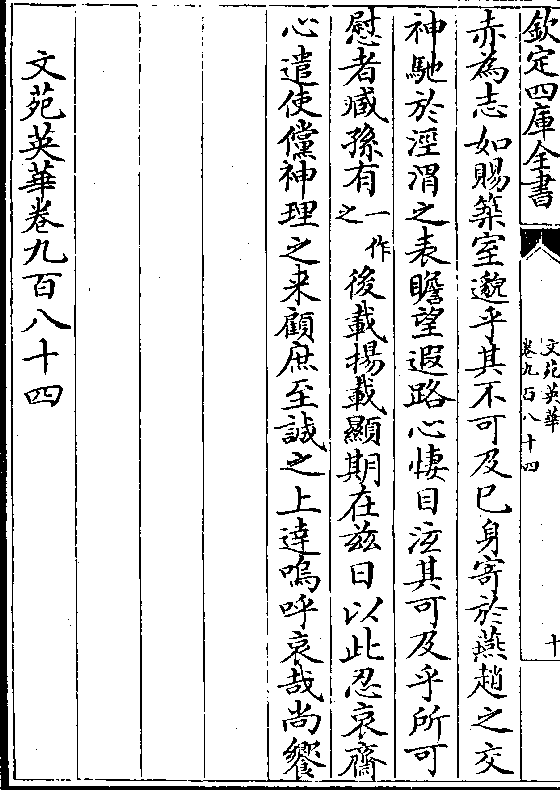 欽定四庫全書
文苑英華
卷九百八十四
十
赤為志如賜築室邈乎其不可及已身寄於燕趙之交
神馳於涇渭之表瞻望遐路心悽目泫其可及乎所可
慰者臧孫有一作之後載揚載顯期在兹日以此忍哀齋
心遣使儻神理之来顧庶至誠之上逹嗚呼哀哉尚饗
文苑英華卷九百八十四